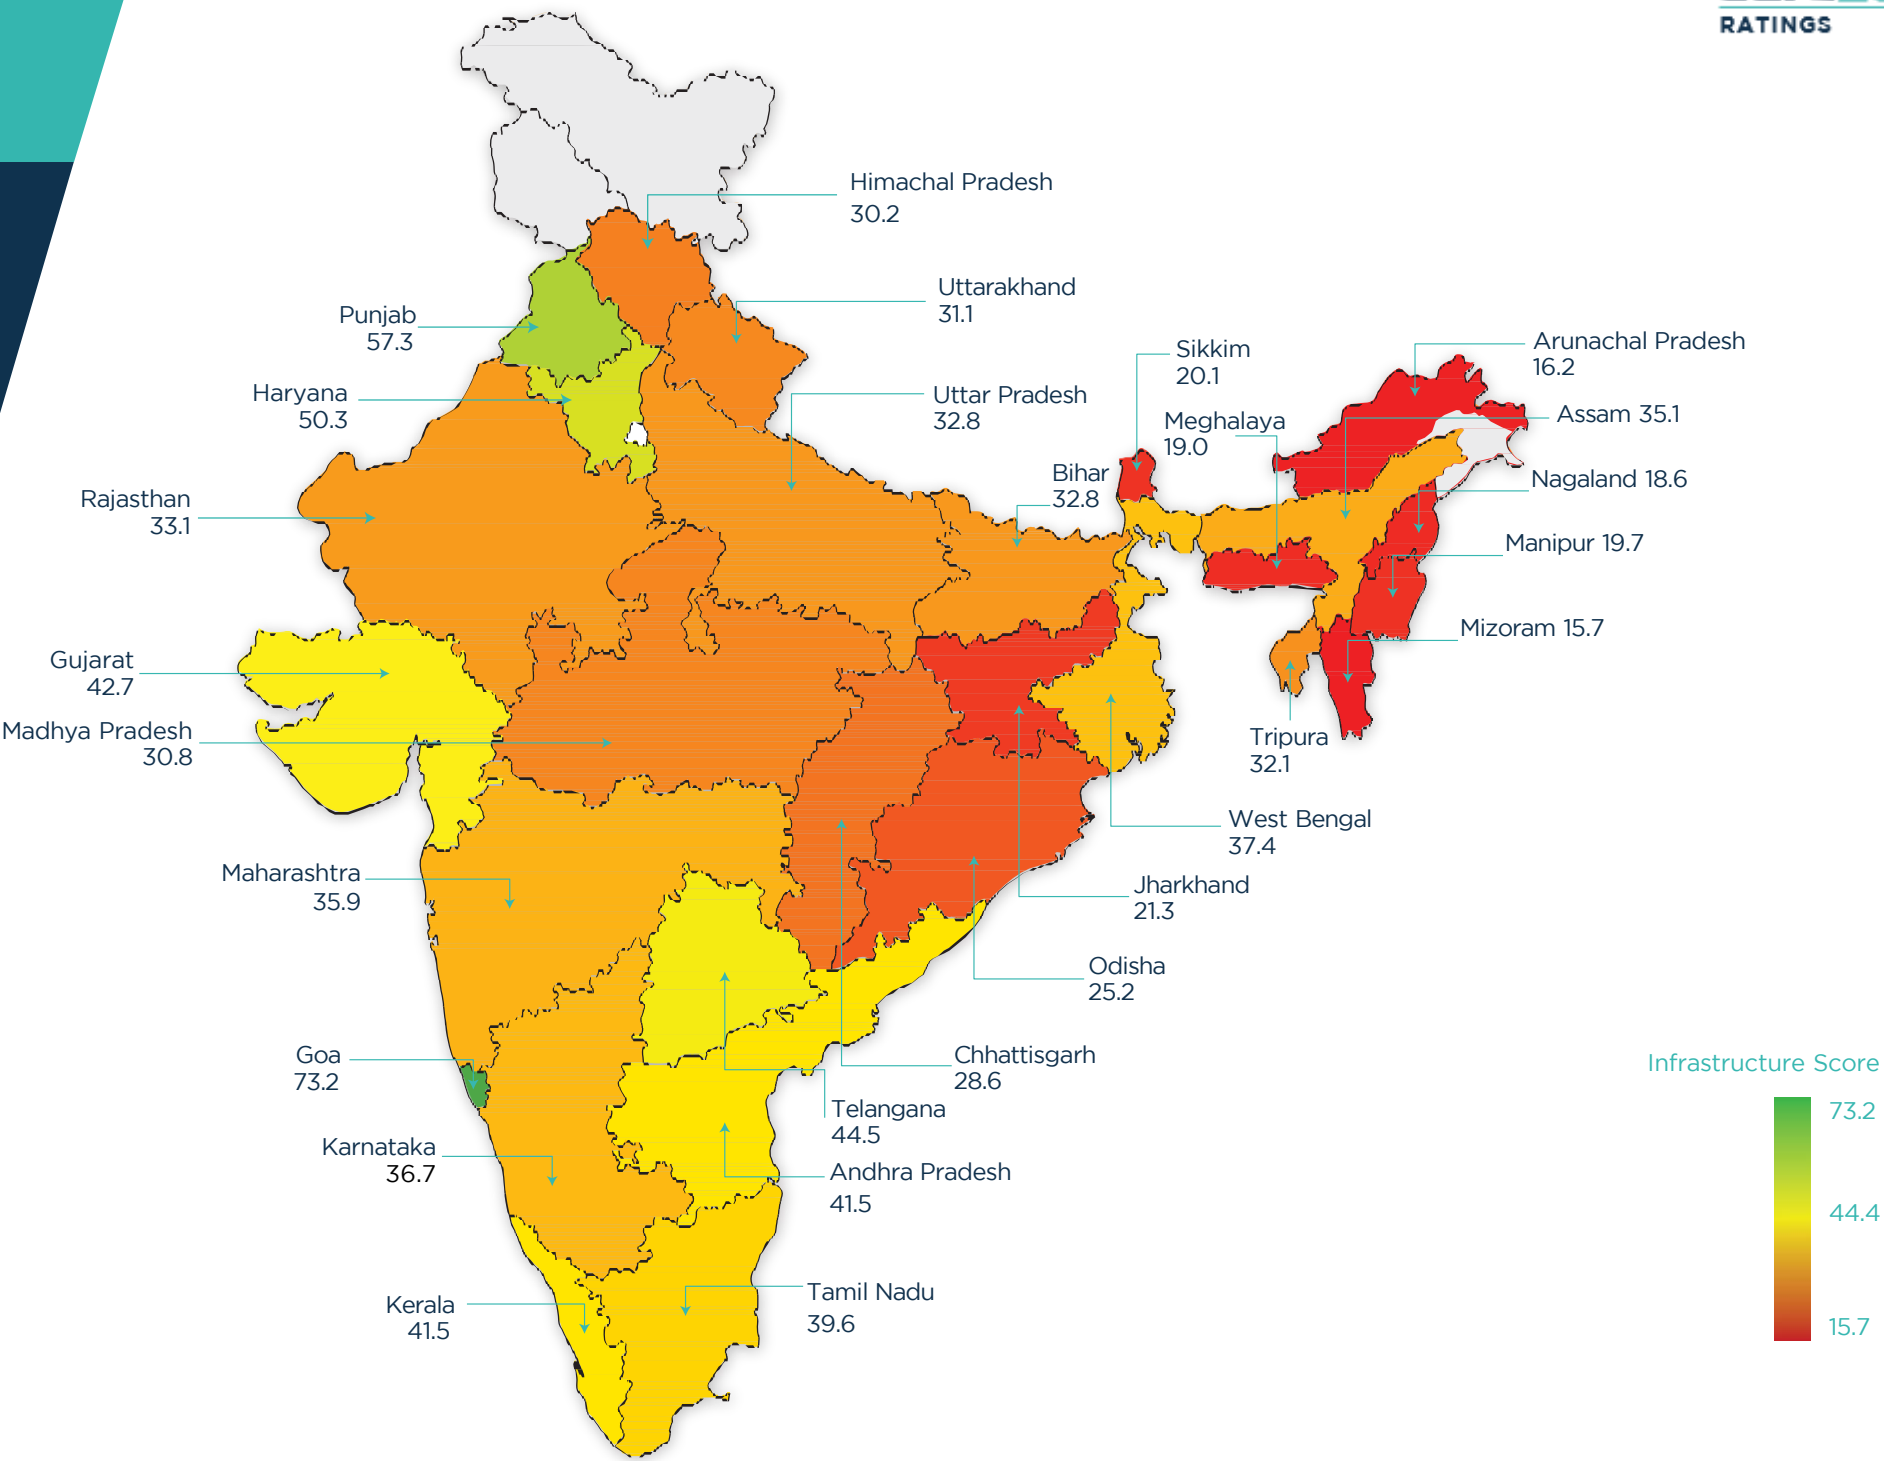 RATINGS
Himachal Pradesh
30.2
Uttarakhand
31.1
Punjab
57.3
Haryana
50.3
Uttar Pradesh
32.8
Sikkim
20.1
Arunachal Pradesh
16.2
Meghalaya
19.0
Assam 35.1
Bihar
32.8
Nagaland 18.6
Rajasthan
33.1
Manipur 19.7
Mizoram 15.7
Gujarat
42.7
Madhya Pradesh
30.8
Tripura
32.1
West Bengal
37.4
Maharashtra
35.9
Jharkhand
21.3
Odisha
25.2
Goa
73.2
Chhattisgarh
28.6
Telangana
44.5
Karnataka
36.7
Andhra Pradesh
41.5
Kerala
41.5
Tamil Nadu
39.6
Infrastructure Score
73.2
44.4
15.7